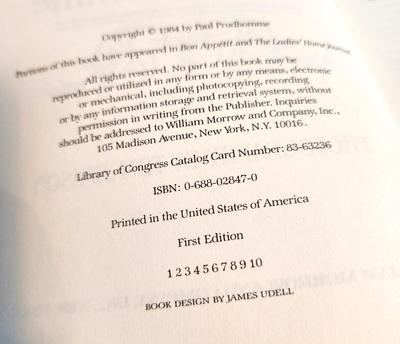 Copyright © 1984 by Paul Prudhomme
Portions of this book have appeared in Bon Appétit and The Ladies' Home Journal
All rights reserved. No part of this book may be
reproduced or utilized in any form or by any means, electronic
or mechanical, including photocopying, recording
or by any information storage and retrieval system, without
permission in writing from the Publisher. Inquiries
should be addressed to William Morrow and Company, Inc.,
105 Madison Avenue, New York, N.Y. 10016.
Library of Congress Catalog Card Number: 83-63236
ISBN: 0-688-02847-0
Printed in the United States of America
First Edition
1 2 3 4 5 6 7 8 9 10
BOOK DESIGN BY JAMES UDELL